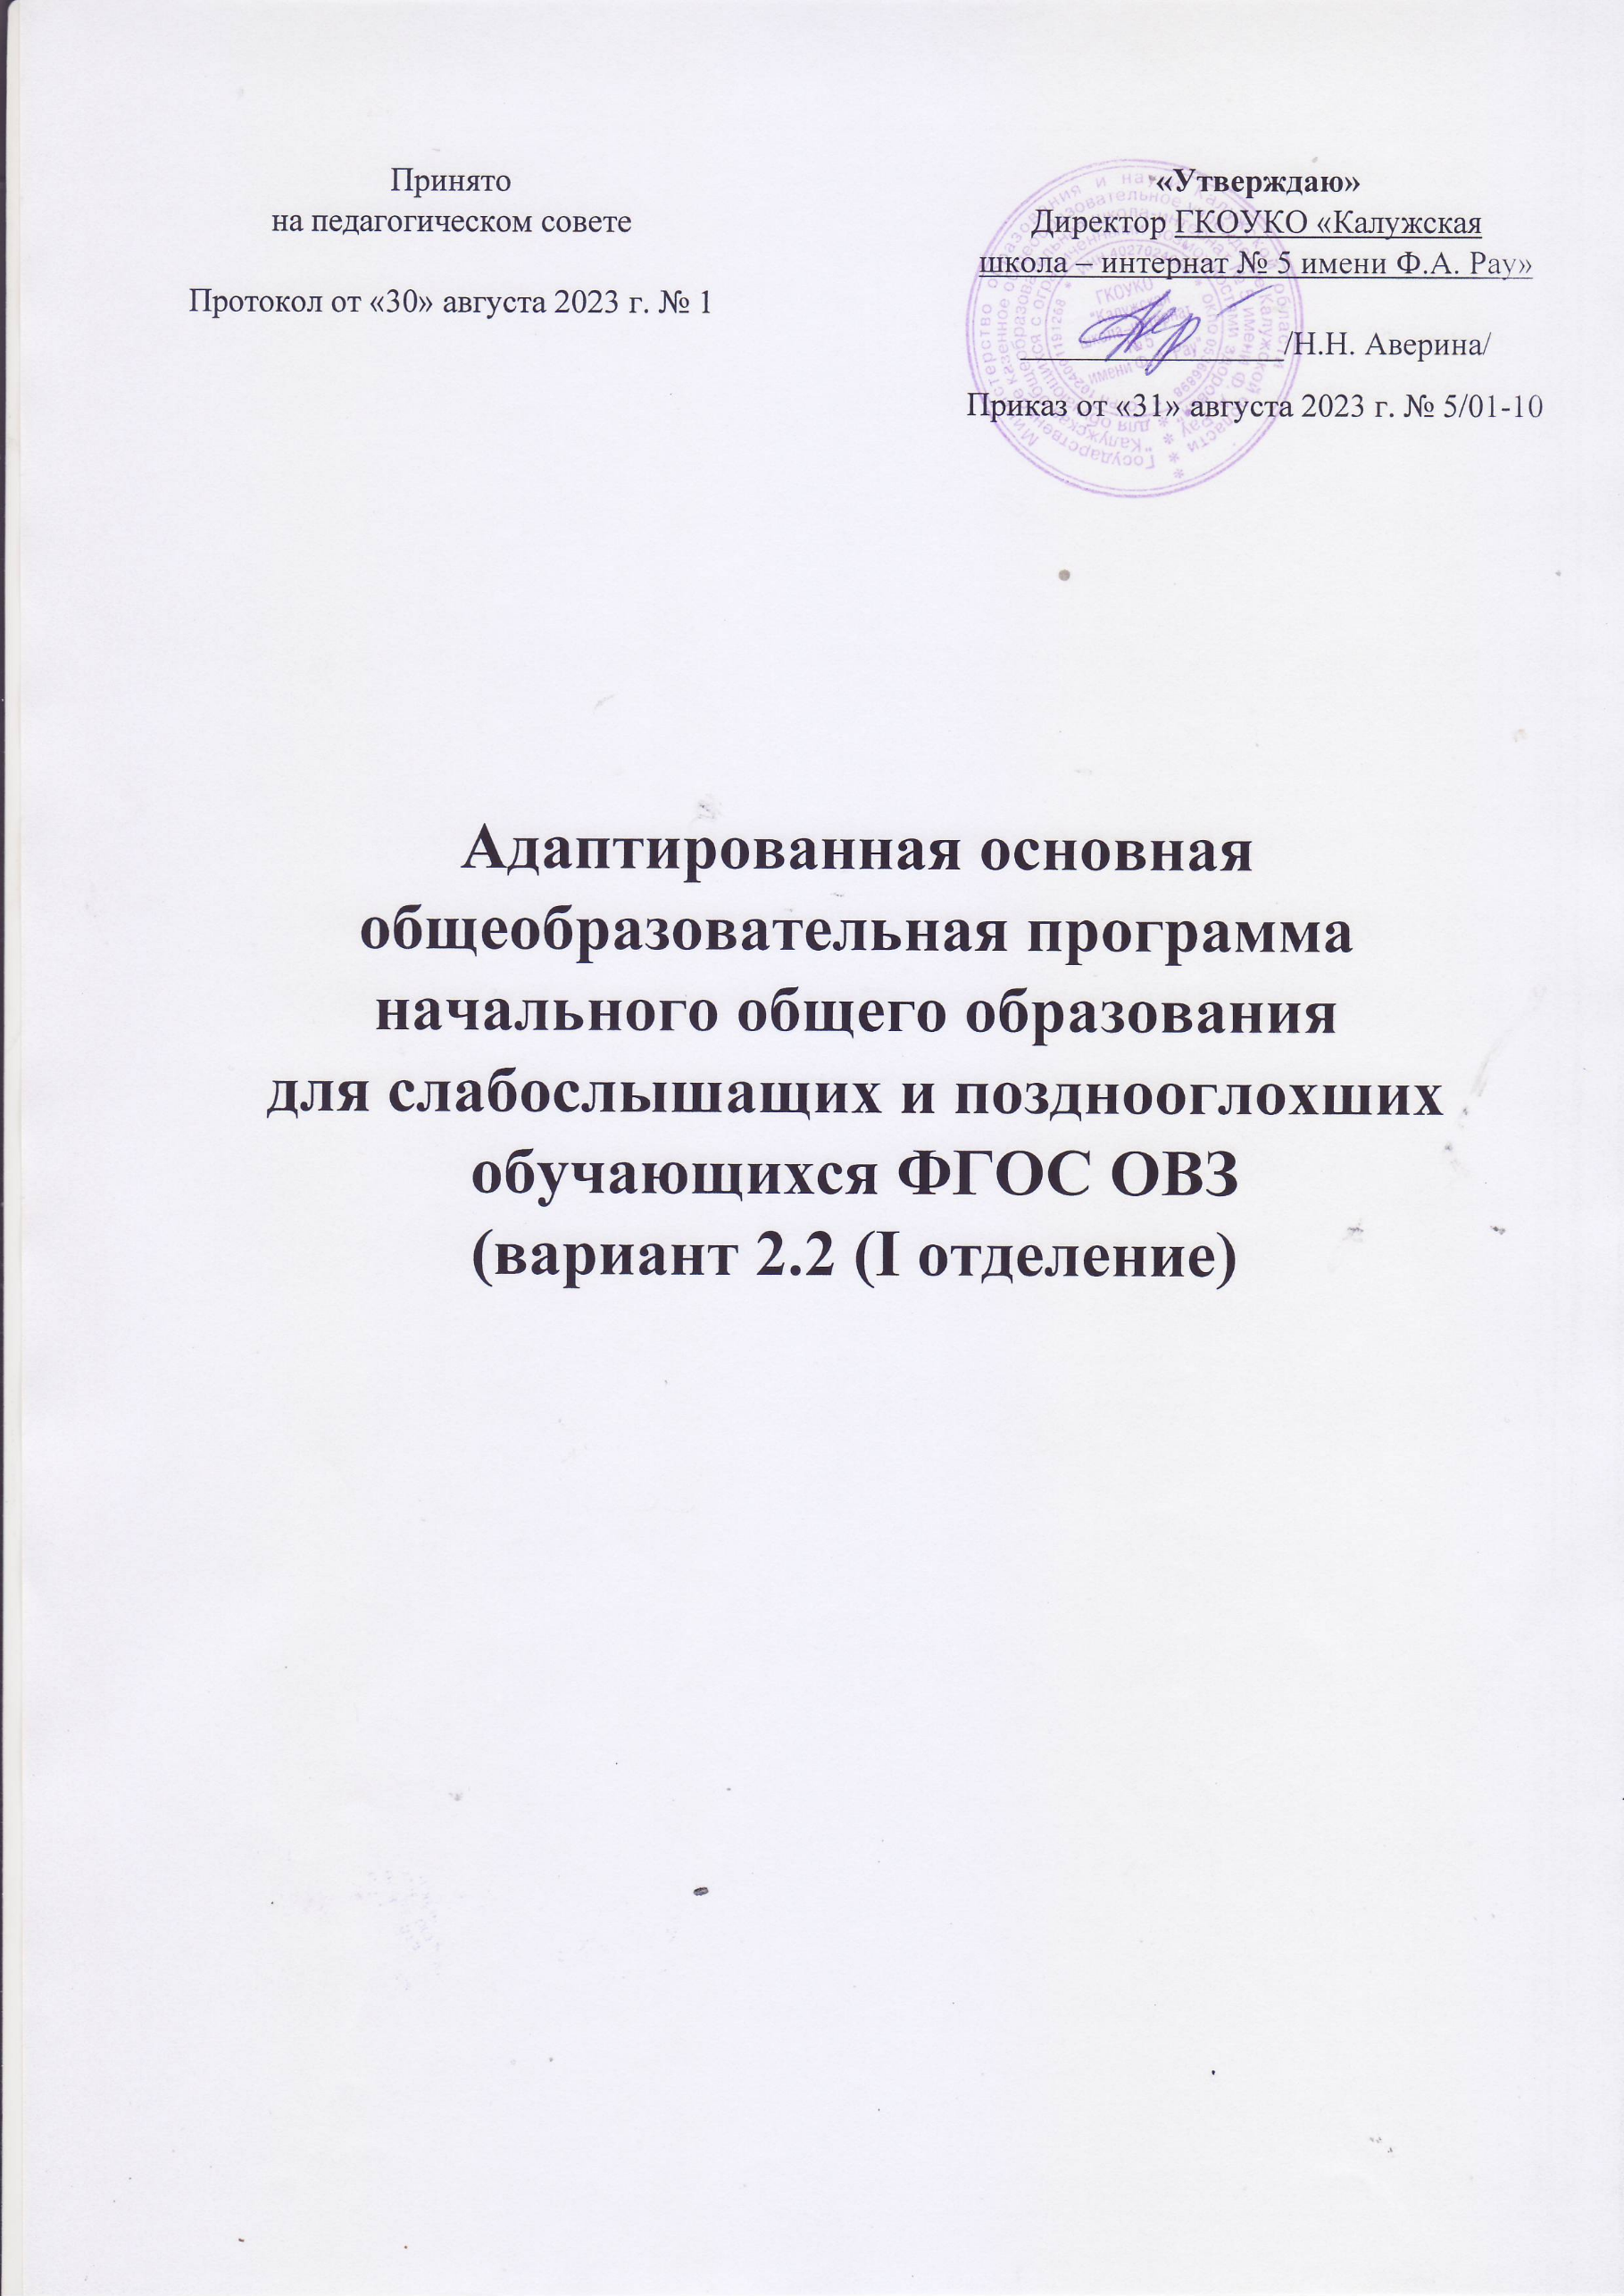 Принято
на педагогическом совете
Протокол от «30» августа 2023 г. № 1
«Утверждаю»
Директор ГКОУКО «Калужская
школа – интернат № 5 имени Ф.А. Рау»
/Н.Н. Аверина/
Приказ от «31» августа 2023 г. № 5/01-10
Адаптированная основная
общеобразовательная программа
начального общего образования
для слабослышащих и позднооглохших
обучающихся ФГОС ОВЗ
(вариант 2.2 (I отделение)